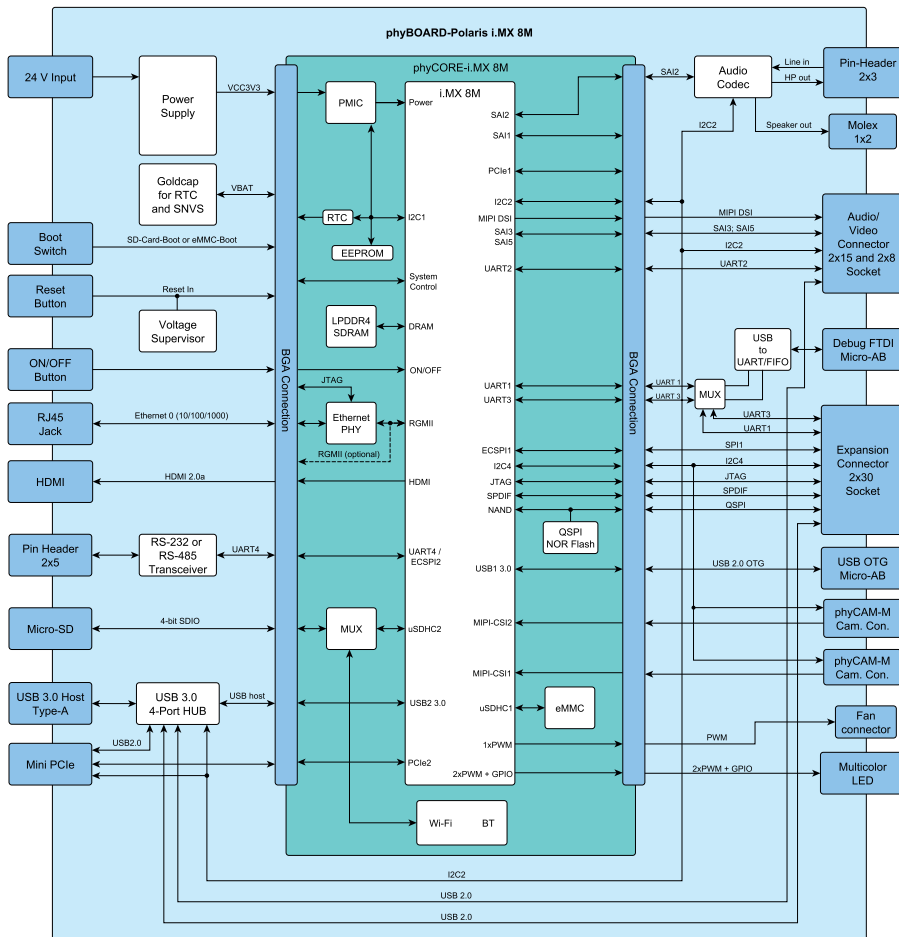 phyBOARD-Polaris i.MX 8M
24 V Input
Power
Supply
VCC3V3
Goldcap
for RTC
and SNVS
VBAT
Boot
Switch
SD-Card-Boot or eMMC-Boot
Reset
Button
Reset In
Voltage
Supervisor
ON/OFF
Button
RJ45
Jack
Ethernet 0 (10/100/1000)
HDMI
HDMI 2.0a
Pin Header
2x5
RS-232 or
RS-485
Transceiver
UART4
Micro-SD
4-bit SDIO
USB 3.0 Host
Type-A
USB 3.0
4-Port HUB
USB host
USB2.0
Mini PCIe
BGA Connection
phyCORE-i.MX 8M
PMIC
RTC
EEPROM
LPDDR4
SDRAM
JTAG
Ethernet
PHY
RGMII (optional)
MUX
Wi-Fi
BT
i.MX 8M
Power
I2C1
System
Control
DRAM
ON/OFF
RGMII
HDMI
UART4 /
ECSPI2
uSDHC2
USB2 3.0
PCIe2
SAI2
SAI1
PCIe1
I2C2
MIPI DSI
SAI3
SAI5
UART2
UART1
UART3
ECSPI1
I2C4
JTAG
SPDIF
NAND
USB1 3.0
MIPI-CSI2
MIPI-CSI1
uSDHC1
1xPWM
2xPWM + GPIO
QSPI
NOR Flash
eMMC
BGA Connection
SAI2
Audio
Codec
Line in
HP out
Pin-Header
2x3
I2C2
Speaker out
Molex
1x2
MIPI DSI
SAI3; SAI5
I2C2
UART2
Audio/
Video
Connector
2x15 and 2x8
Socket
USB
to
UART/FIFO
Debug FTDI
Micro-AB
UART 1
UART 3
MUX
UART3
UART1
SPI1
I2C4
JTAG
SPDIF
QSPI
Expansion
Connector
2x30
Socket
USB 2.0 OTG
USB OTG
Micro-AB
phyCAM-M
Cam. Con.
phyCAM-M
Cam. Con.
PWM
Fan
connector
2xPWM + GPIO
Multicolor
LED
I2C2
USB 2.0
USB 2.0